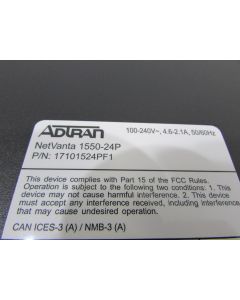 ADTRAN 100-240V~, 4.6-2.1A, 50/60Hz
NetVanta 1550-24P
P/N: 17101524PF1
This device complies with Part 15 of the FCC Rules.
Operation is subject to the following two conditions: 1. This
device may not cause harmful interference, and 2. This device
must accept any interference received, including interference
that may cause undesired operation.
CAN ICES-3 (A) / NMB-3 (A)